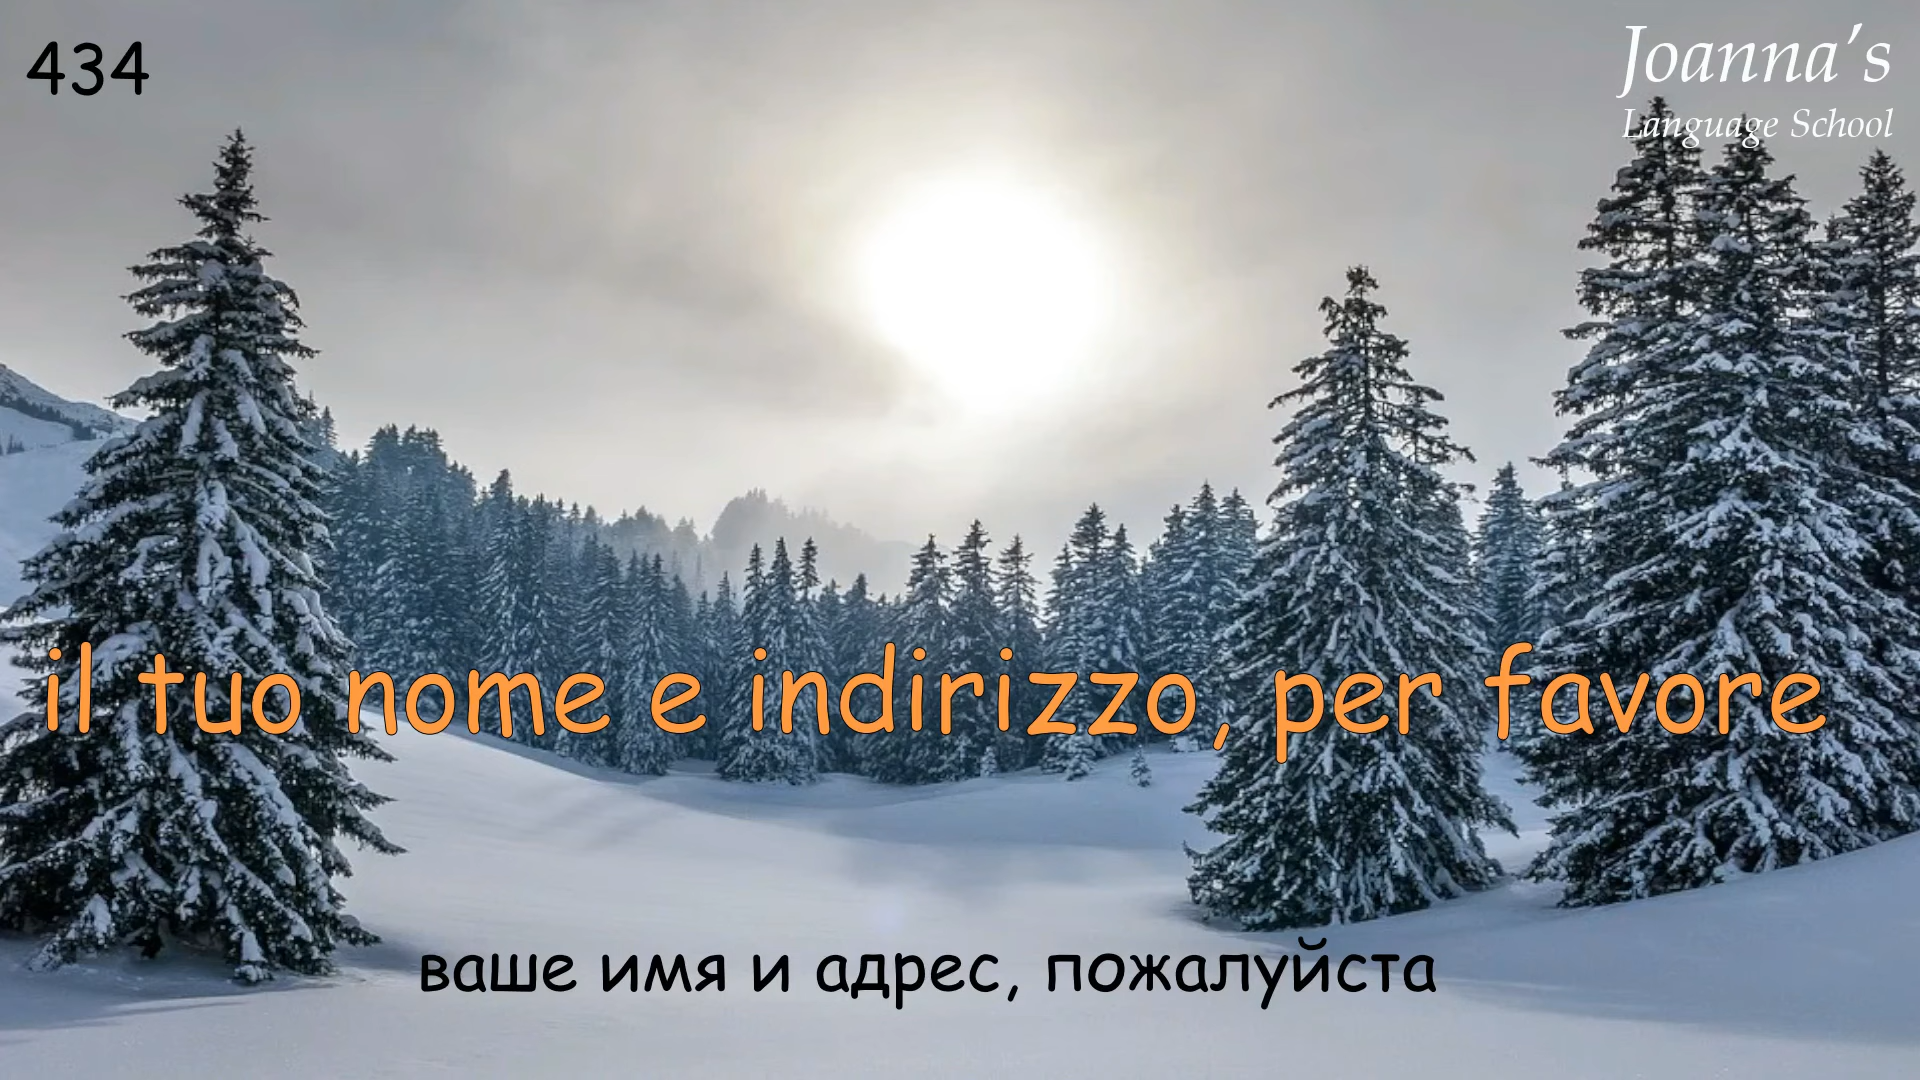 434
Joanna's
Language School
il tuo nome e indirizzo, per favore
ваше имя и адрес, пожалуйста